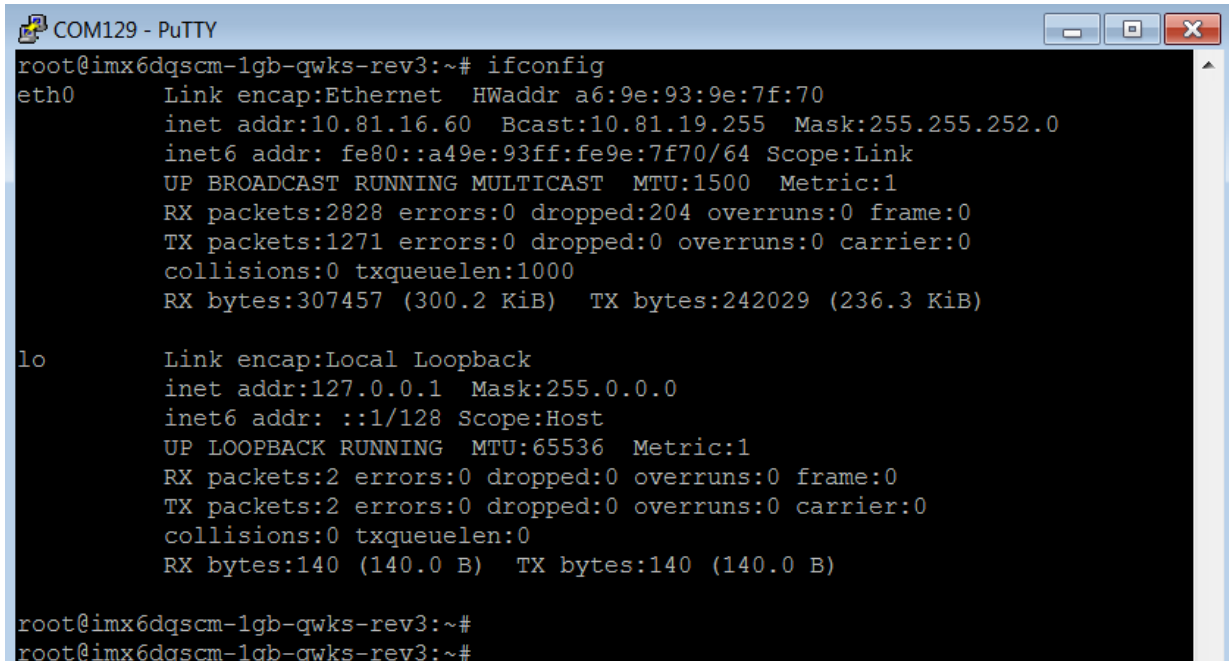 COM129 - PuTTY
root@imx6dqscm-1gb-qwks-rev3:~# ifconfig
eth0      Link encap:Ethernet  HWaddr a6:9e:93:9e:7f:70
          inet addr:10.81.16.60  Bcast:10.81.19.255  Mask:255.255.252.0
          inet6 addr: fe80::a49e:93ff:fe9e:7f70/64 Scope:Link
          UP BROADCAST RUNNING MULTICAST  MTU:1500  Metric:1
          RX packets:2828 errors:0 dropped:204 overruns:0 frame:0
          TX packets:1271 errors:0 dropped:0 overruns:0 carrier:0
          collisions:0 txqueuelen:1000
          RX bytes:307457 (300.2 KiB)  TX bytes:242029 (236.3 KiB)

lo        Link encap:Local Loopback
          inet addr:127.0.0.1  Mask:255.0.0.0
          inet6 addr: ::1/128 Scope:Host
          UP LOOPBACK RUNNING  MTU:65536  Metric:1
          RX packets:2 errors:0 dropped:0 overruns:0 frame:0
          TX packets:2 errors:0 dropped:0 overruns:0 carrier:0
          collisions:0 txqueuelen:0
          RX bytes:140 (140.0 B)  TX bytes:140 (140.0 B)

root@imx6dqscm-1gb-qwks-rev3:~#
root@imx6dqscm-1gb-qwks-rev3:~#